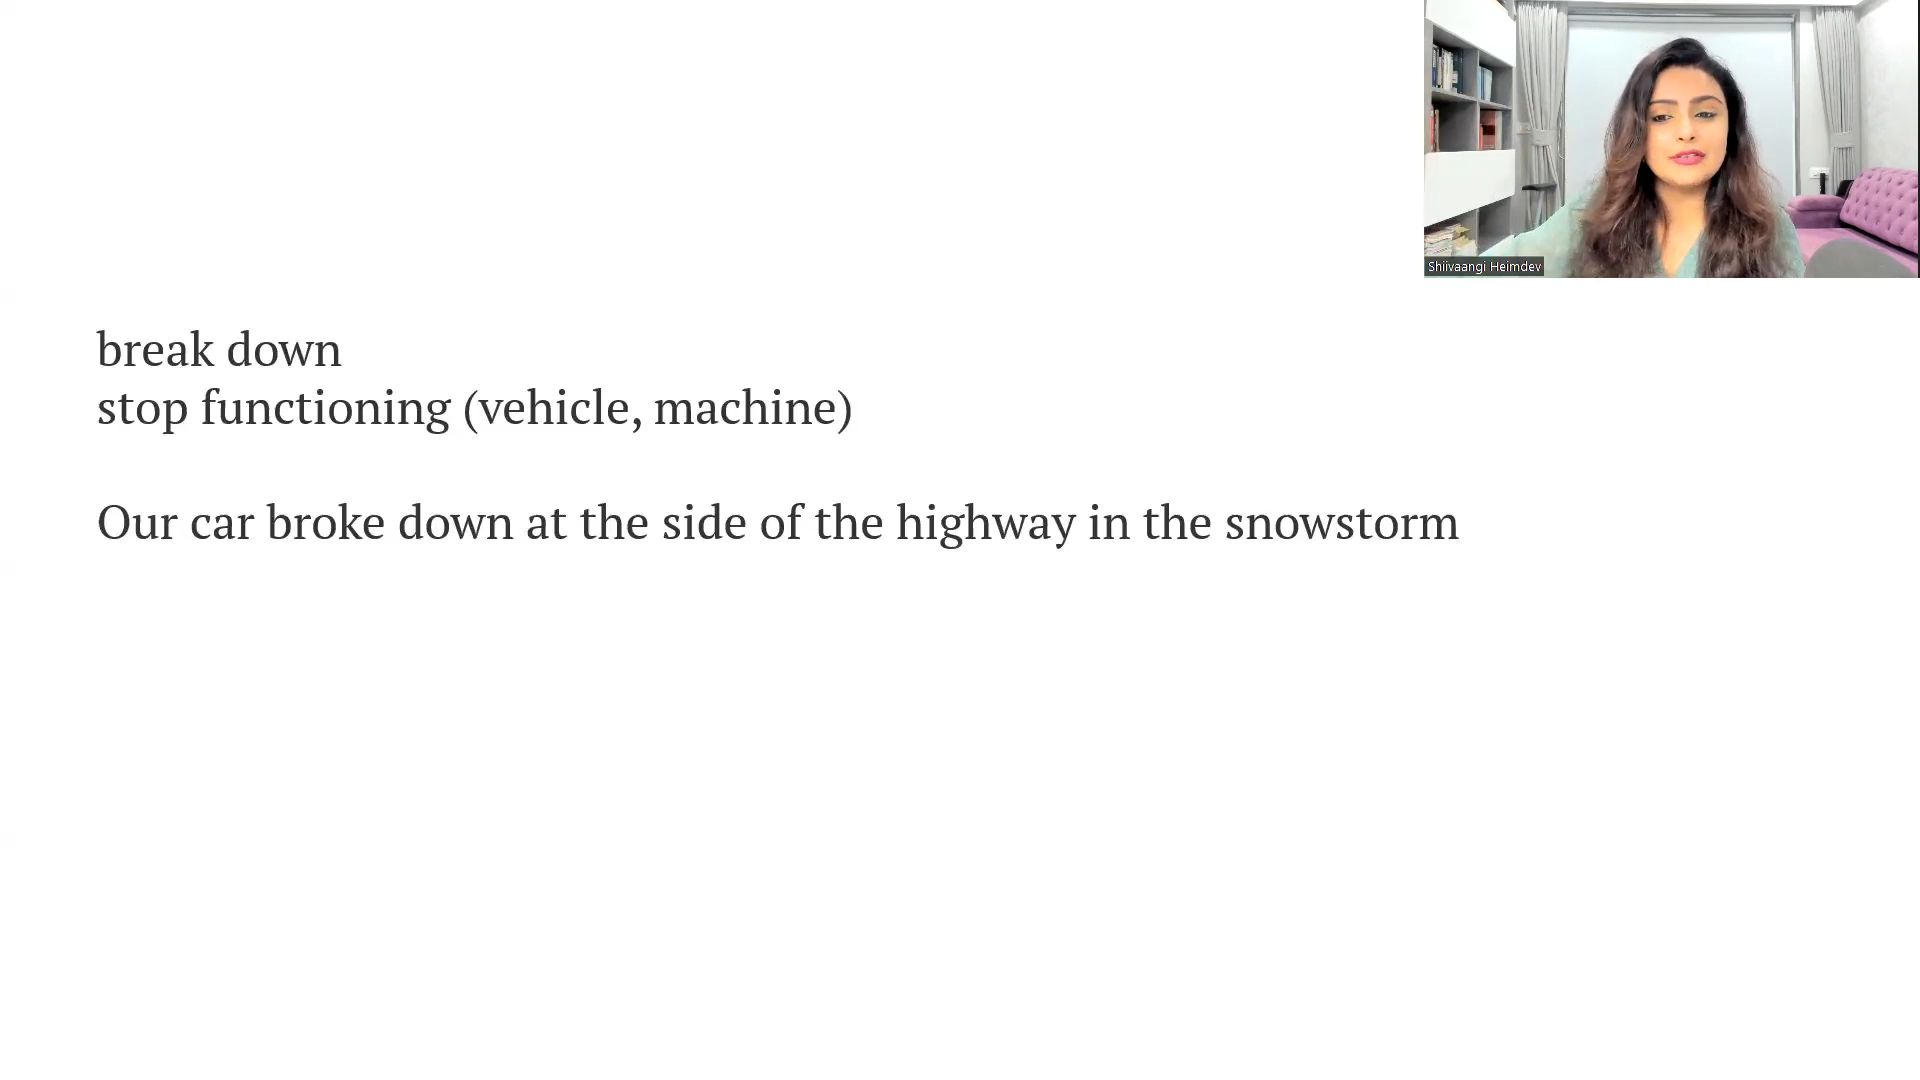 Shiivaangi Heimdev
break down
stop functioning (vehicle, machine)
Our car broke down at the side of the highway in the snowstorm